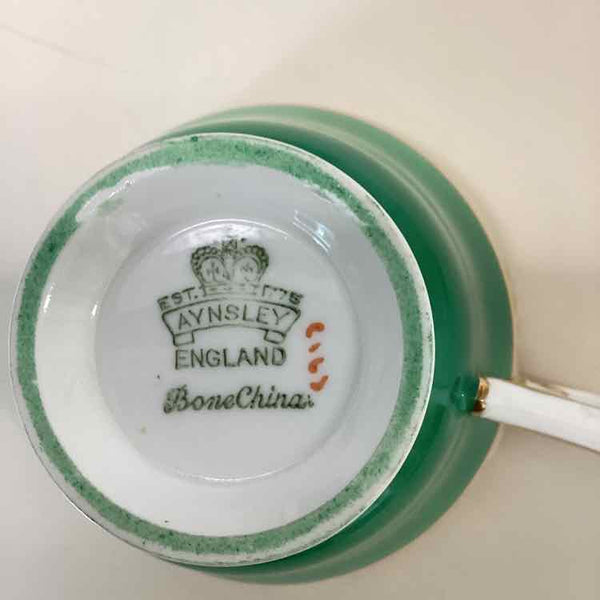 EST. 1775
AYNSLEY
ENGLAND
Bone China